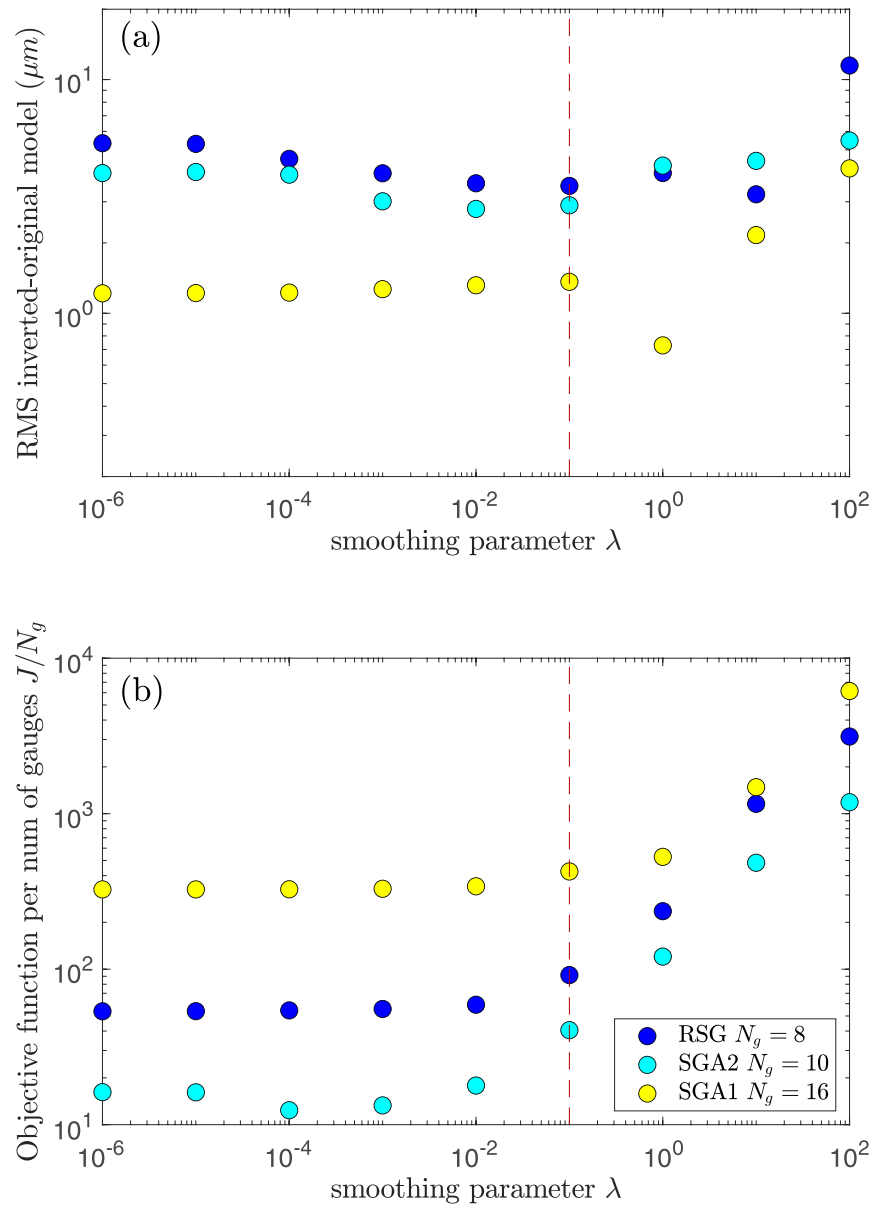 (a)
RMS inverted-original model (μm)
10^1
10^0
10^-6
10^-4
10^-2
10^0
10^2
smoothing parameter λ
(b)
Objective function per num of gauges J/N_g
10^4
10^3
10^2
10^1
RSG N_g = 8
SGA2 N_g = 10
SGA1 N_g = 16
10^-6
10^-4
10^-2
10^0
10^2
smoothing parameter λ